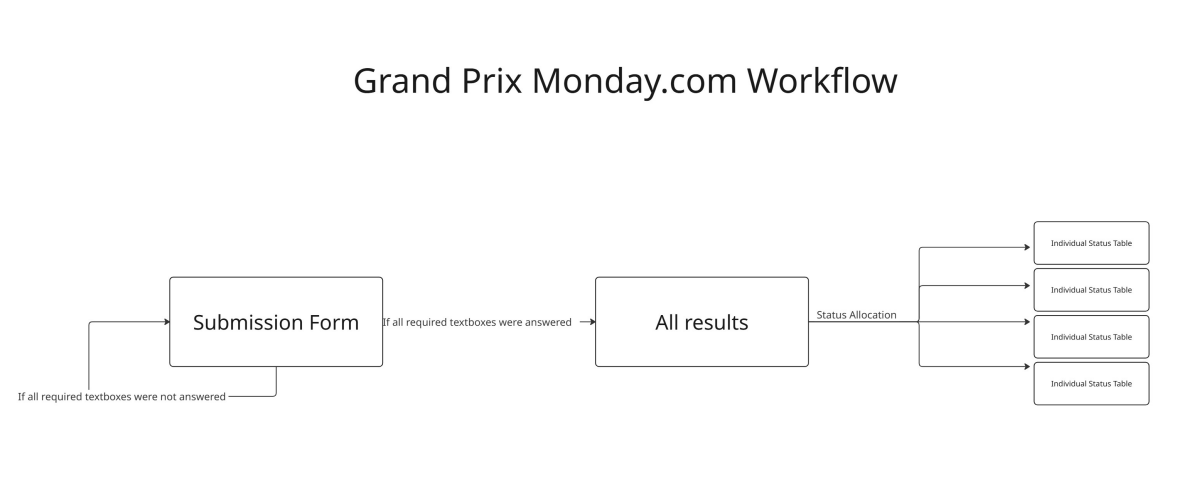 Grand Prix Monday.com Workflow
Individual Status Table
Individual Status Table
Status Allocation
Submission Form
If all required textboxes were answered
All results
Individual Status Table
Individual Status Table
If all required textboxes were not answered